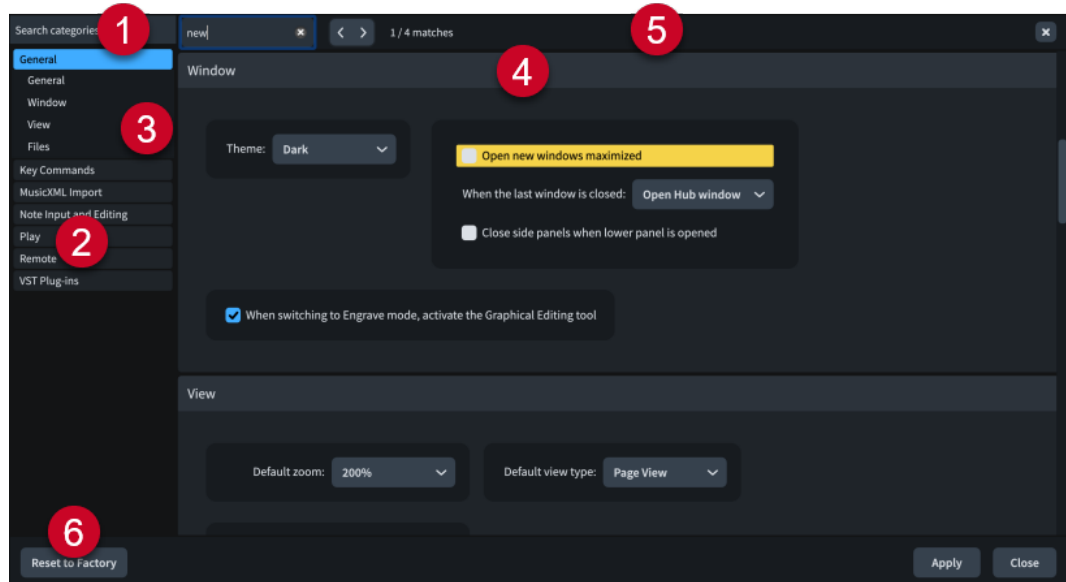 Search categories
1
new
1 / 4 matches
5
General
General
Window
View
Files
3
Key Commands
MusicXML Import
Note Input and Editing
Play
2
Remote
VST Plug-ins
Window
4
Theme: Dark
Open new windows maximized
When the last window is closed: Open Hub window
Close side panels when lower panel is opened
When switching to Engrave mode, activate the Graphical Editing tool
View
Default zoom: 200%
Default view type: Page View
6
Reset to Factory
Apply
Close